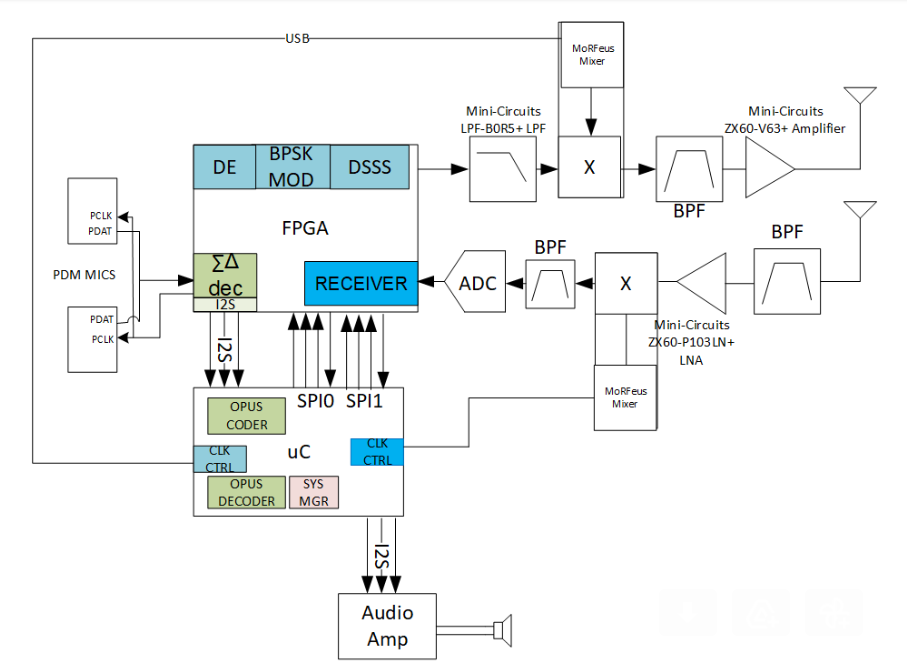 USB
MoRFeus
Mixer
Mini-Circuits
LPF-B0R5+ LPF
Mini-Circuits
ZX60-V63+ Amplifier
DE
BPSK
MOD
DSSS
X
BPF
FPGA
PCLK
PDAT
PDM MICS
PDAT
PCLK
ΣΔ
dec
I2S
RECEIVER
ADC
BPF
X
BPF
Mini-Circuits
ZX60-P103LN+
LNA
I2S
SPI0
SPI1
MoRFeus
Mixer
OPUS
CODER
uC
CLK
CTRL
CLK
CTRL
OPUS
DECODER
SYS
MGR
I2S
Audio
Amp